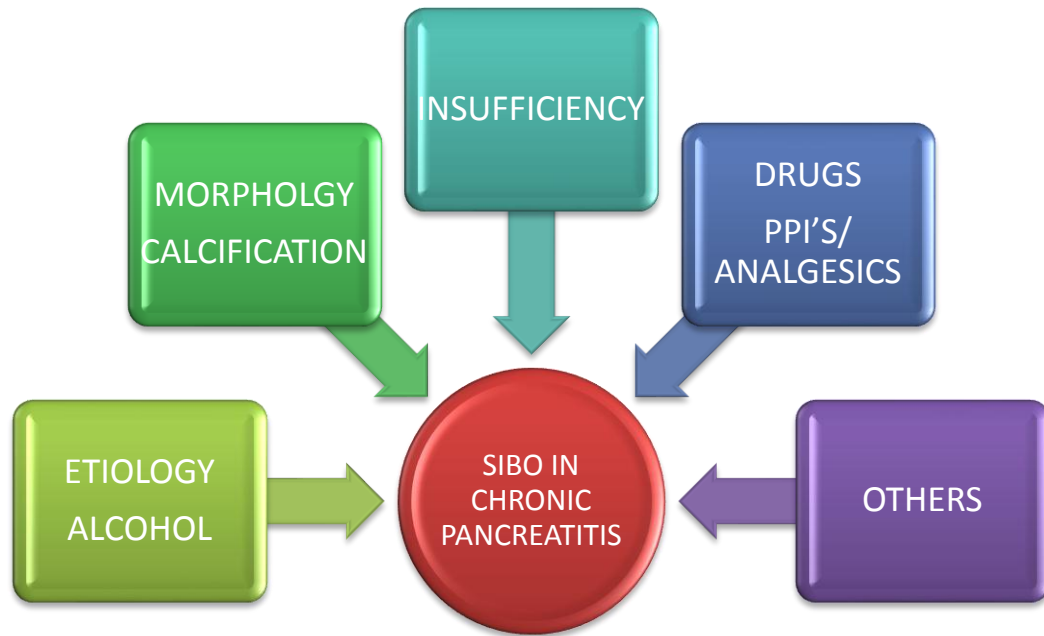 INSUFFICIENCY
MORPHOLGY
CALCIFICATION
DRUGS
PPI’S/
ANALGESICS
ETIOLOGY
ALCOHOL
SIBO IN
CHRONIC
PANCREATITIS
OTHERS